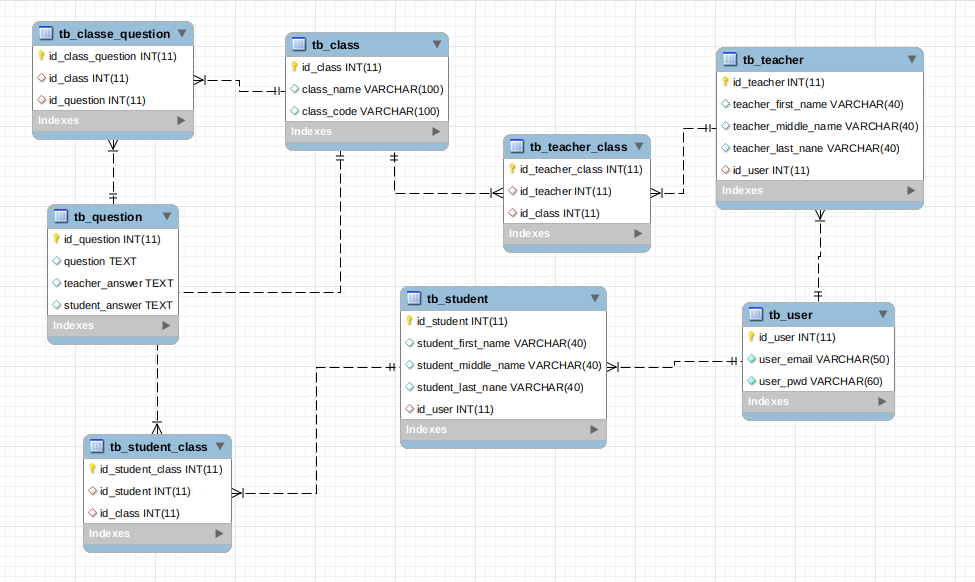 tb_classe_question
id_class_question INT(11)
id_class INT(11)
id_question INT(11)
Indexes
tb_class
id_class INT(11)
class_name VARCHAR(100)
class_code VARCHAR(100)
Indexes
tb_teacher
id_teacher INT(11)
teacher_first_name VARCHAR(40)
teacher_middle_name VARCHAR(40)
teacher_last_nane VARCHAR(40)
id_user INT(11)
Indexes
tb_teacher_class
id_teacher_class INT(11)
id_teacher INT(11)
id_class INT(11)
Indexes
tb_question
id_question INT(11)
question TEXT
teacher_answer TEXT
student_answer TEXT
Indexes
tb_student
id_student INT(11)
student_first_name VARCHAR(40)
student_middle_name VARCHAR(40)
student_last_nane VARCHAR(40)
id_user INT(11)
Indexes
tb_user
id_user INT(11)
user_email VARCHAR(50)
user_pwd VARCHAR(60)
Indexes
tb_student_class
id_student_class INT(11)
id_student INT(11)
id_class INT(11)
Indexes